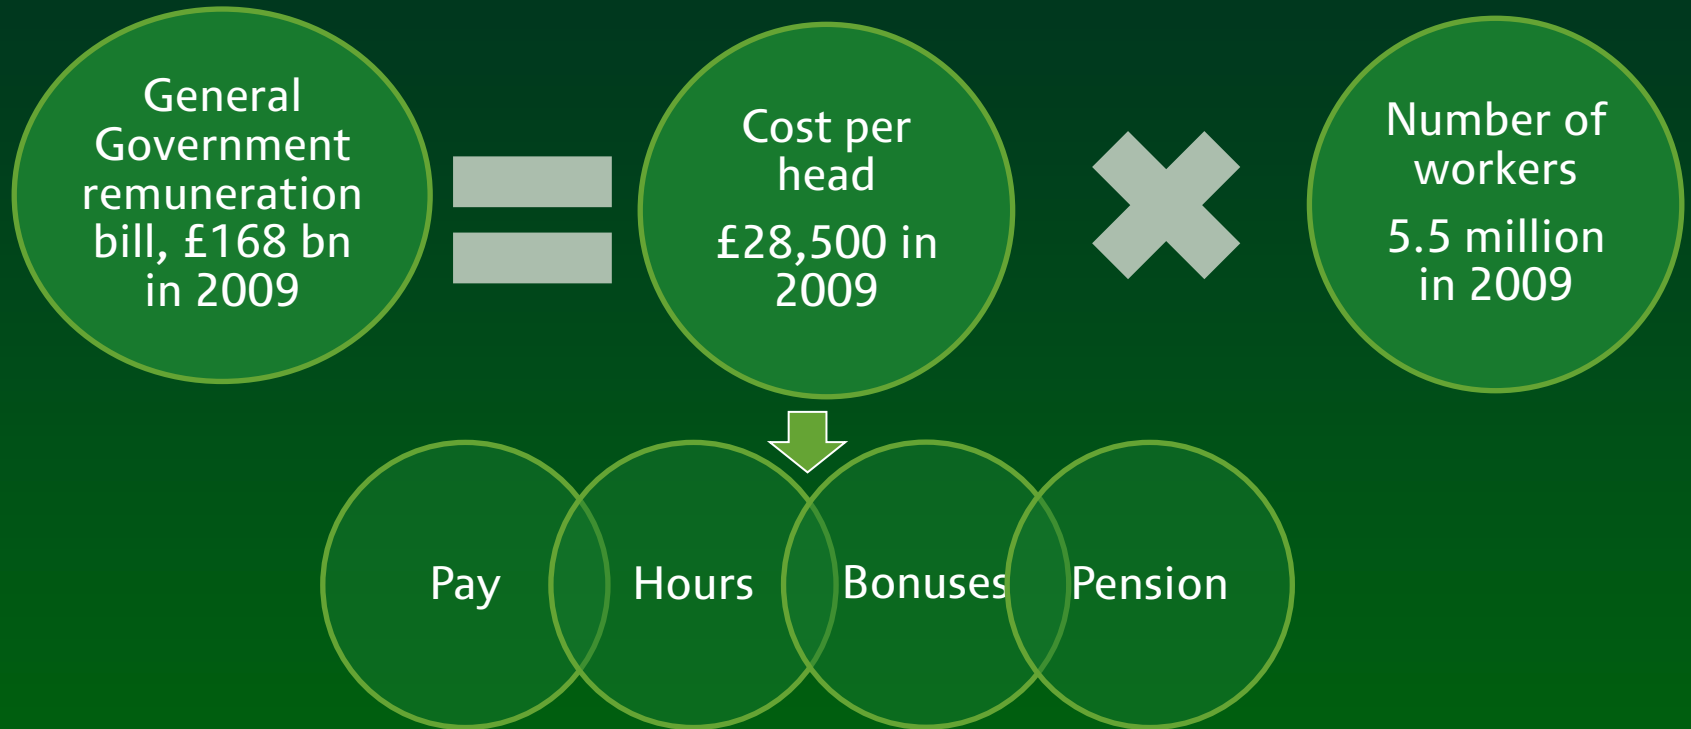 General
Government
remuneration
bill, £168 bn
in 2009
Cost per
head
£28,500 in
2009
Number of
workers
5.5 million
in 2009
Pay
Hours
Bonuses
Pension